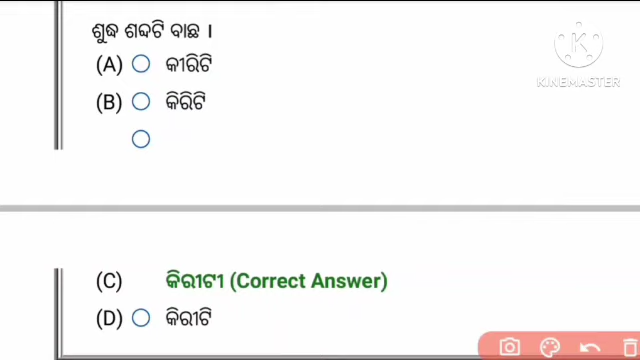 ଶୁଦ୍ଧ ଶବ୍ଦଟି ବାଛ ।
(A) କୀରିଟି
(B) କିରିଟି
(C) କିରୀଟୀ (Correct Answer)
(D) କିରୀଟି
KINEMASTER